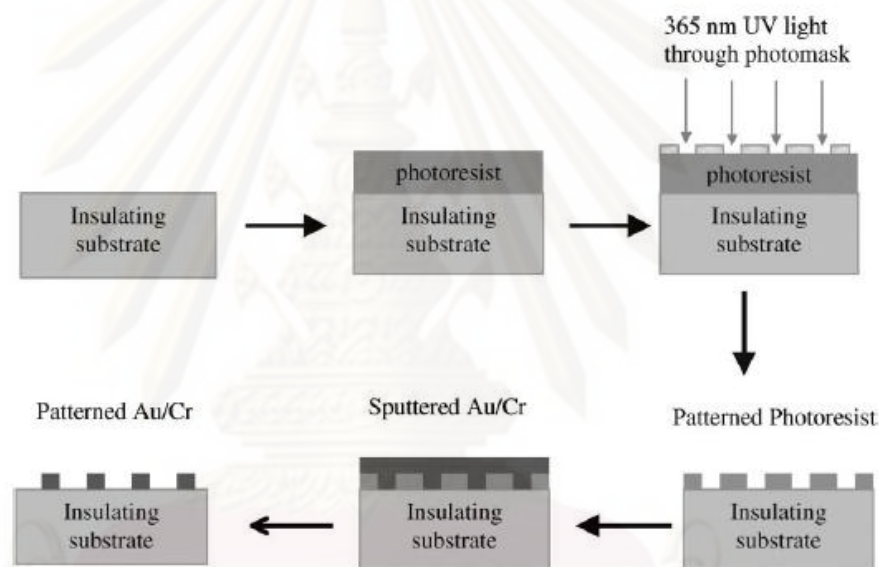 365 nm UV light
through photomask
photoresist
Insulating
substrate
Insulating
substrate
photoresist
Insulating
substrate
Patterned Au/Cr
Sputtered Au/Cr
Patterned Photoresist
Insulating
substrate
Insulating
substrate
Insulating
substrate